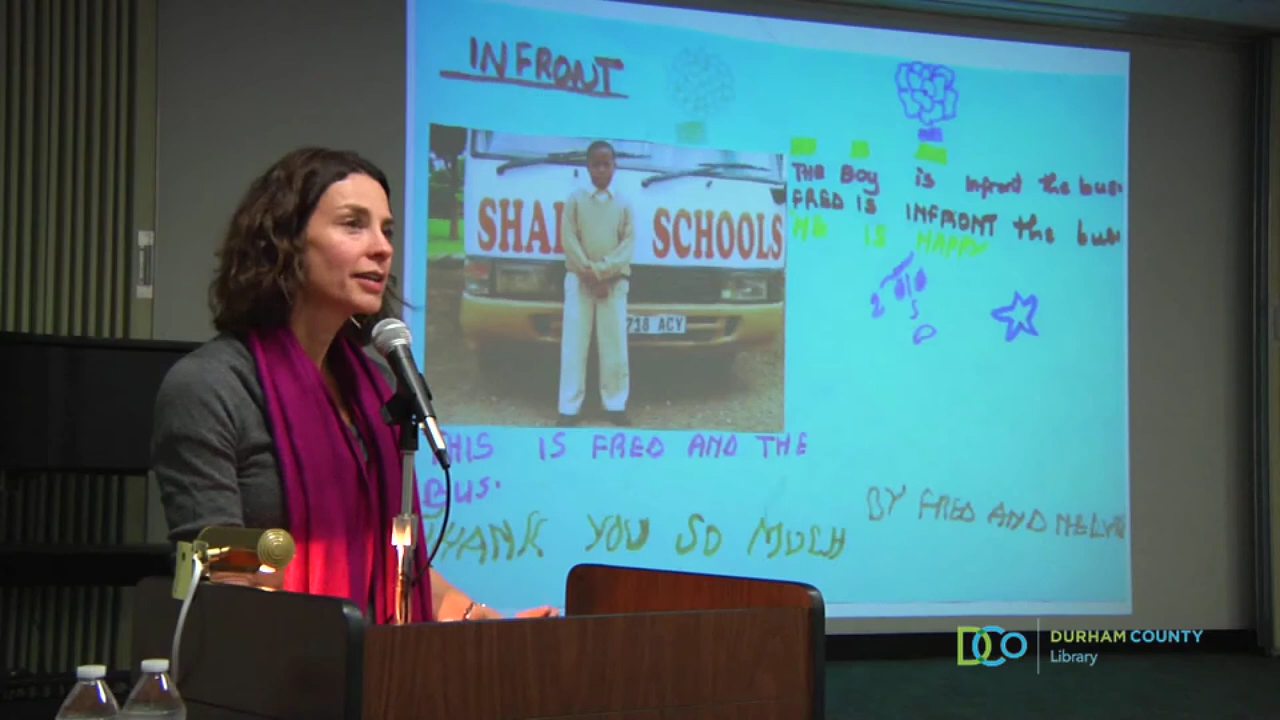 INFRONT
SHA SCHOOLS
718 ACY
THE BOY is infront the bus
FRED IS INFRONT the bus
HE IS HAPPY
THIS IS FRED AND THE
BUS.
THANK YOU SO MUCH
BY FRED AND
DCO DURHAM COUNTY
Library